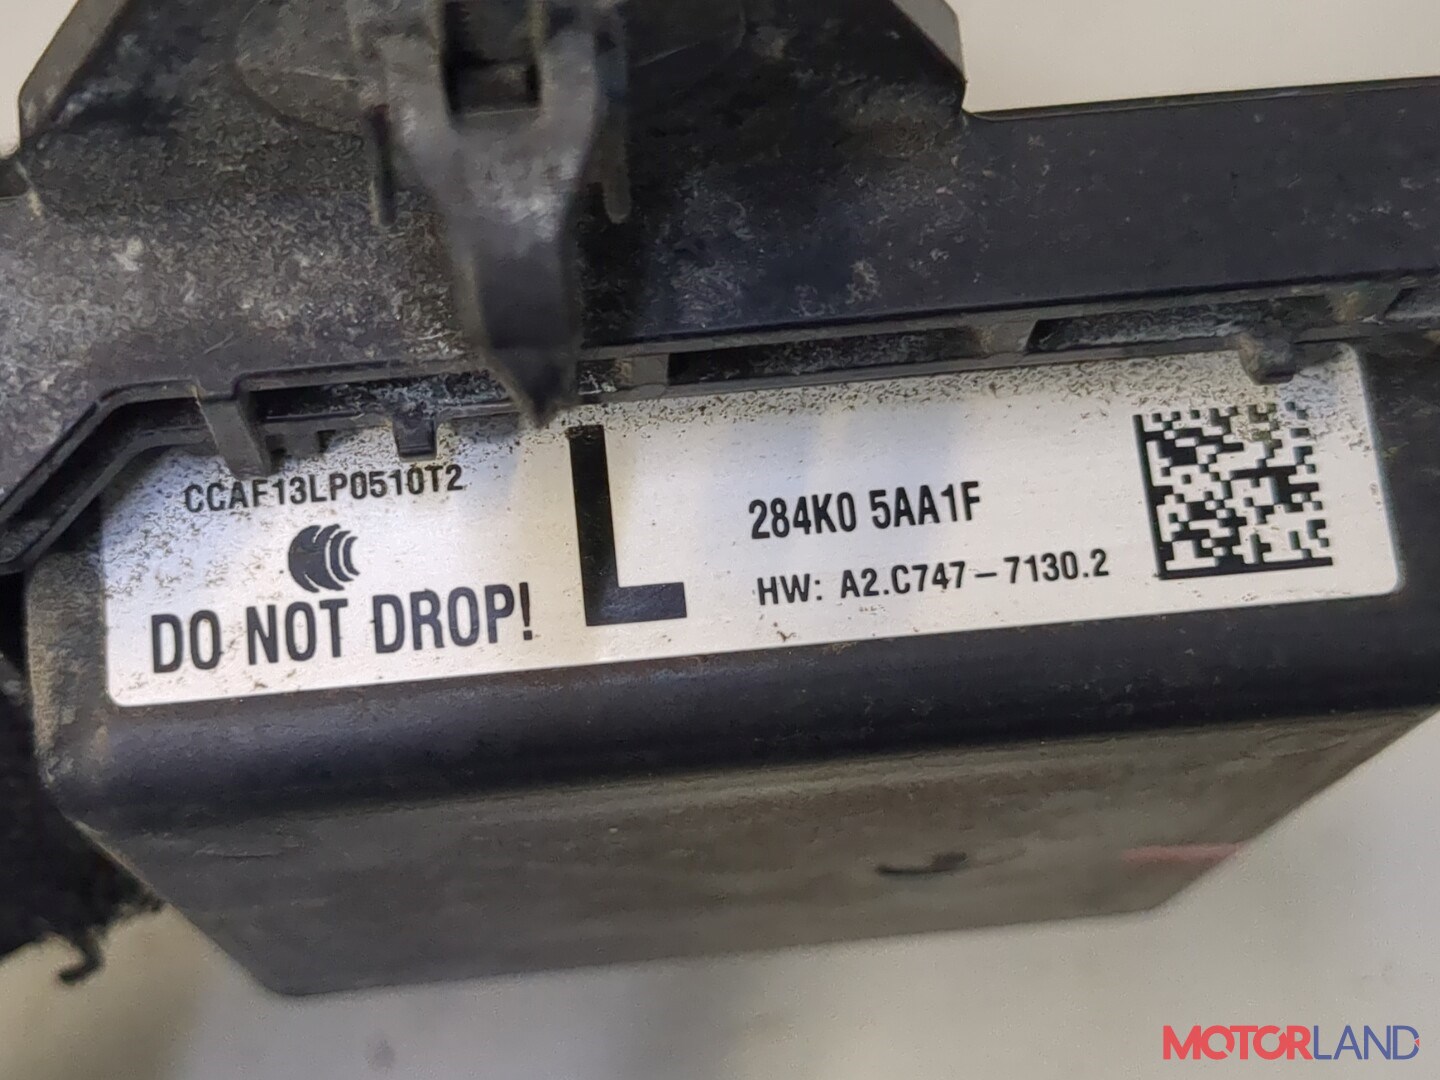 CCAF13LP0510T2
DO NOT DROP!
L
284K0 5AA1F
HW: A2.C747-7130.2
MOTORLAND